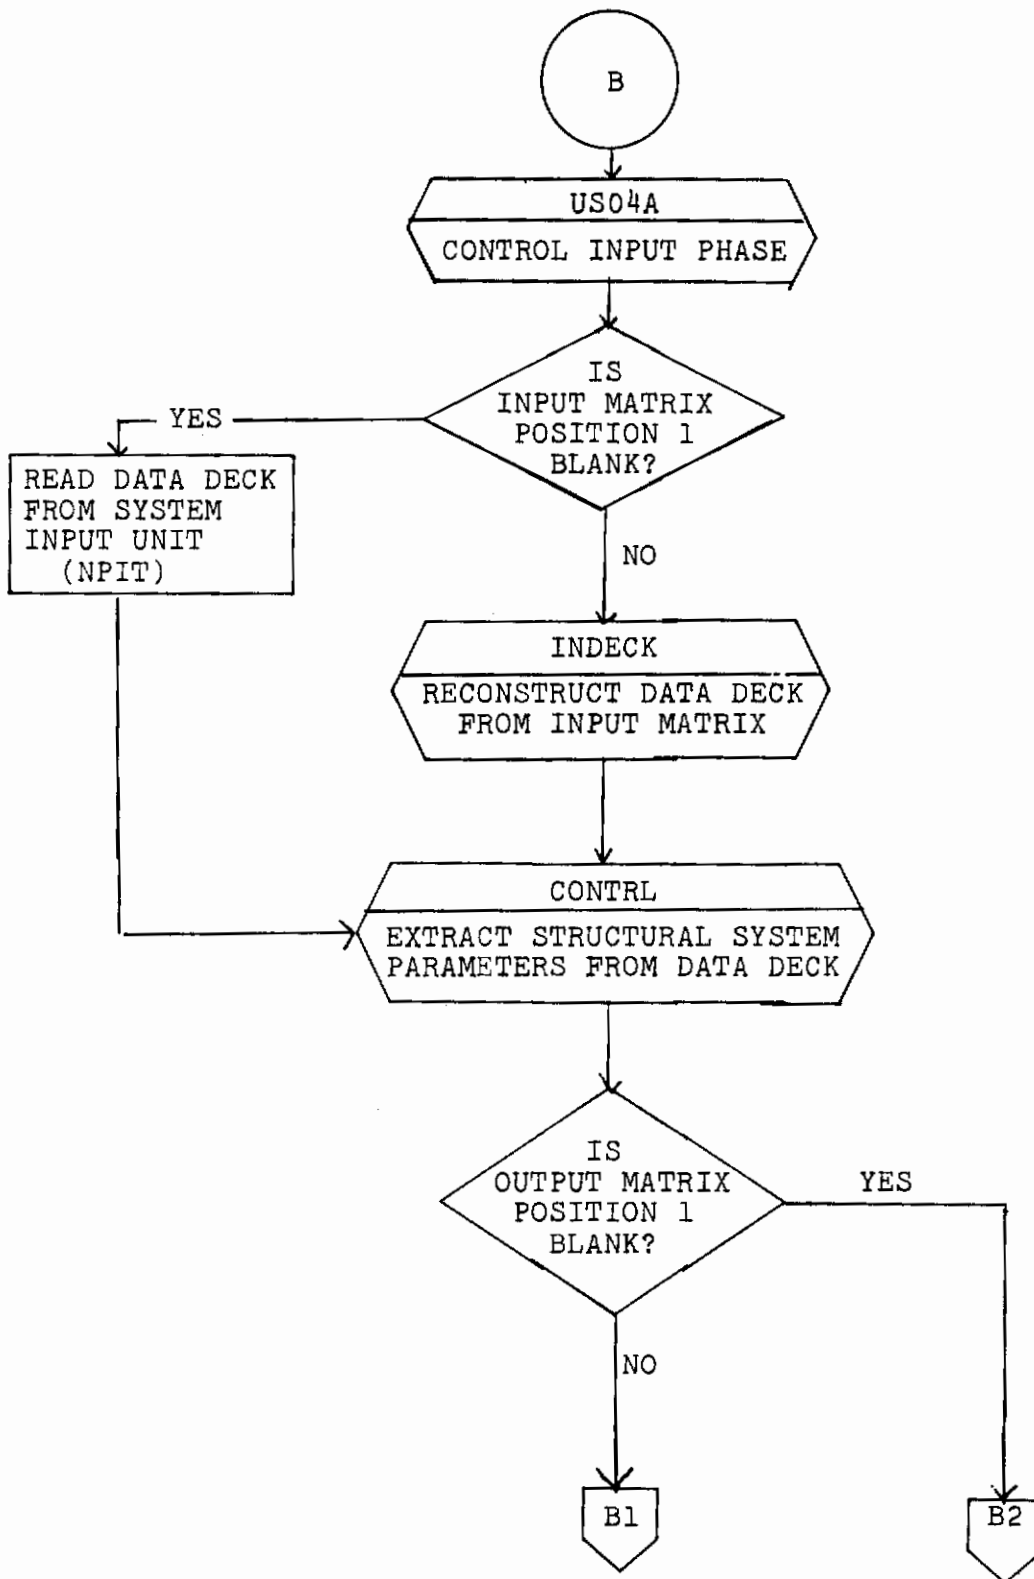 B
US04A
CONTROL INPUT PHASE
IS
INPUT MATRIX
POSITION 1
BLANK?
YES
READ DATA DECK
FROM SYSTEM
INPUT UNIT
(NPIT)
NO
INDECK
RECONSTRUCT DATA DECK
FROM INPUT MATRIX
CONTRL
EXTRACT STRUCTURAL SYSTEM
PARAMETERS FROM DATA DECK
IS
OUTPUT MATRIX
POSITION 1
BLANK?
YES
NO
B1
B2